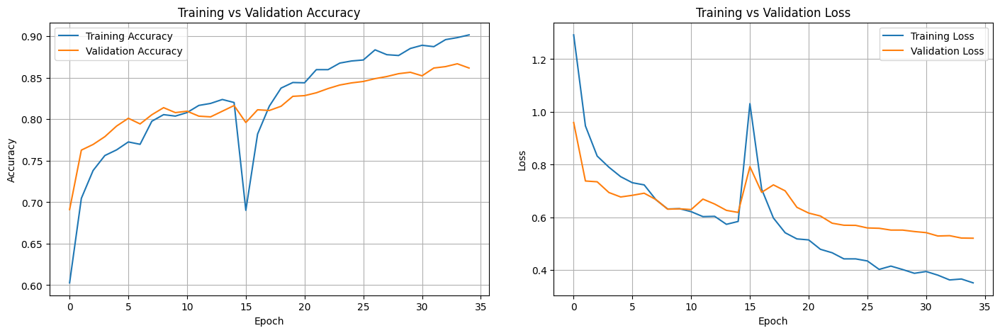 Training vs Validation Accuracy
Training Accuracy
Validation Accuracy
0.90
0.85
0.80
0.75
0.70
0.65
0.60
Accuracy
0 5 10 15 20 25 30 35
Epoch
Training vs Validation Loss
Training Loss
Validation Loss
1.2
1.0
0.8
0.6
0.4
Loss
0 5 10 15 20 25 30 35
Epoch